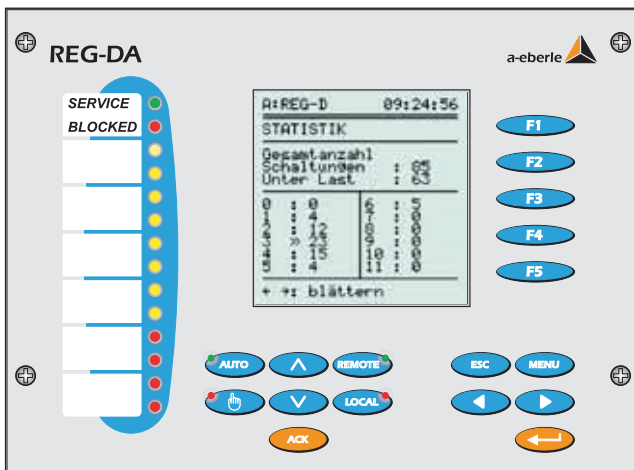 REG-DA
a-eberle
SERVICE
BLOCKED
A:REG-D 09:24:56
STATISTIK
Gesamtanzahl
Schaltungen : 85
Unter Last : 63
0 : 0 6 : 5
1 : 4 7 : 0
2 : 12 8 : 0
3 » 23 9 : 0
4 : 15 10 : 0
5 : 4 11 : 0
← →: blättern
F1
F2
F3
F4
F5
AUTO
REMOTE
LOCAL
ACK
ESC
MENU